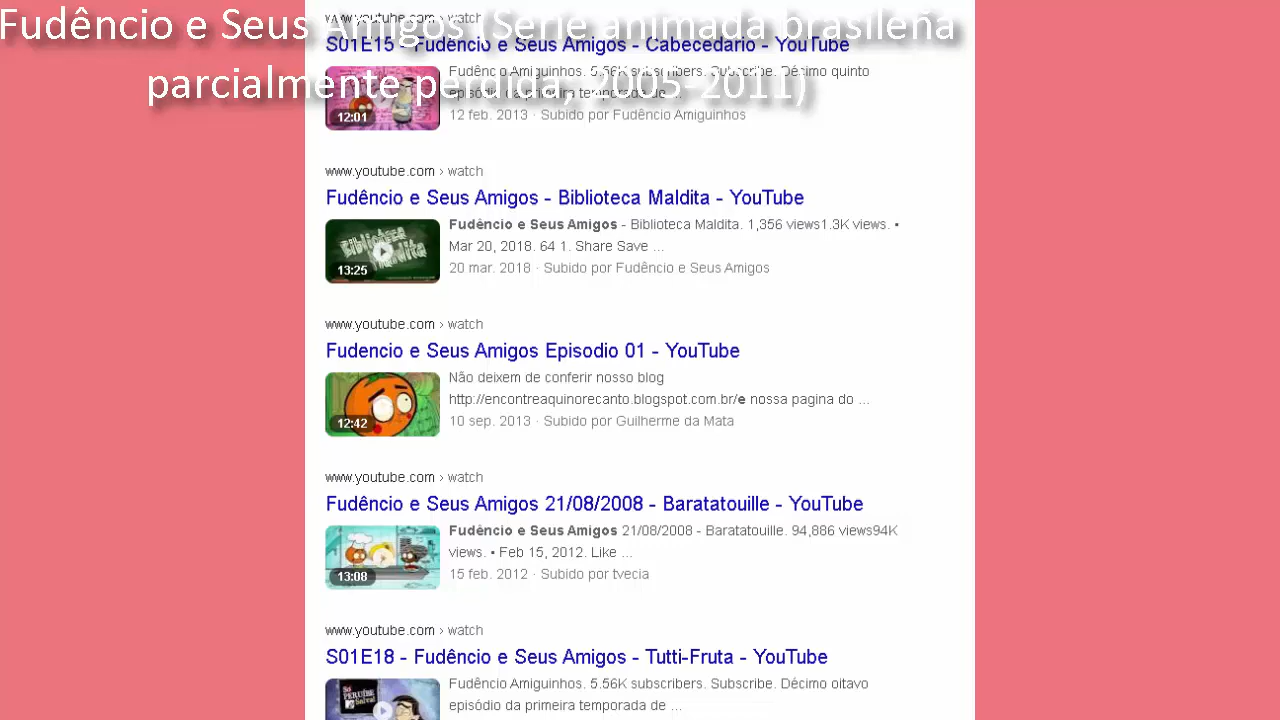 Fudêncio e Seus Amigos (Serie animada brasileña
parcialmente perdida; 2005-2011)
www.youtube.com › watch
S01E15 - Fudêncio e Seus Amigos - Cabecedario - YouTube
Fudêncio Amiguinhos. 5.56K subscribers. Subscribe. Décimo quinto
episódio da primeira temporada de ...
12:01
12 feb. 2013 · Subido por Fudêncio Amiguinhos
www.youtube.com › watch
Fudêncio e Seus Amigos - Biblioteca Maldita - YouTube
Fudêncio e Seus Amigos - Biblioteca Maldita. 1,356 views1.3K views. •
Mar 20, 2018. 64 1. Share Save ...
Biblioteca
Maldita
13:25
20 mar. 2018 · Subido por Fudêncio e Seus Amigos
www.youtube.com › watch
Fudencio e Seus Amigos Episodio 01 - YouTube
Não deixem de conferir nosso blog
http://encontreaquinorecanto.blogspot.com.br/e nossa pagina do ...
12:42
10 sep. 2013 · Subido por Guilherme da Mata
www.youtube.com › watch
Fudêncio e Seus Amigos 21/08/2008 - Baratatouille - YouTube
Fudêncio e Seus Amigos 21/08/2008 - Baratatouille. 94,886 views94K
views. • Feb 15, 2012. Like ...
13:08
15 feb. 2012 · Subido por tvecia
www.youtube.com › watch
S01E18 - Fudêncio e Seus Amigos - Tutti-Fruta - YouTube
Fudêncio Amiguinhos. 5.56K subscribers. Subscribe. Décimo oitavo
episódio da primeira temporada de ...
PERUÍBE